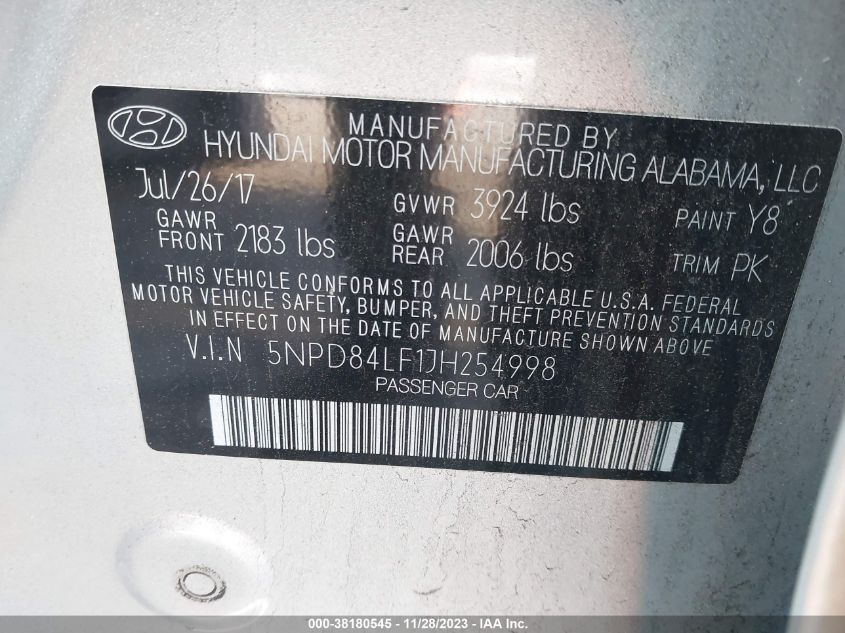 MANUFACTURED BY
HYUNDAI MOTOR MANUFACTURING ALABAMA, LLC
Jul/26/17 GVWR 3924 lbs PAINT Y8
GAWR FRONT 2183 lbs GAWR REAR 2006 lbs TRIM PK
THIS VEHICLE CONFORMS TO ALL APPLICABLE U.S.A. FEDERAL
MOTOR VEHICLE SAFETY, BUMPER, AND THEFT PREVENTION STANDARDS
IN EFFECT ON THE DATE OF MANUFACTURE SHOWN ABOVE.
V.I.N 5NPD84LF1JH254998
PASSENGER CAR
000-38180545 - 11/28/2023 - IAA Inc.